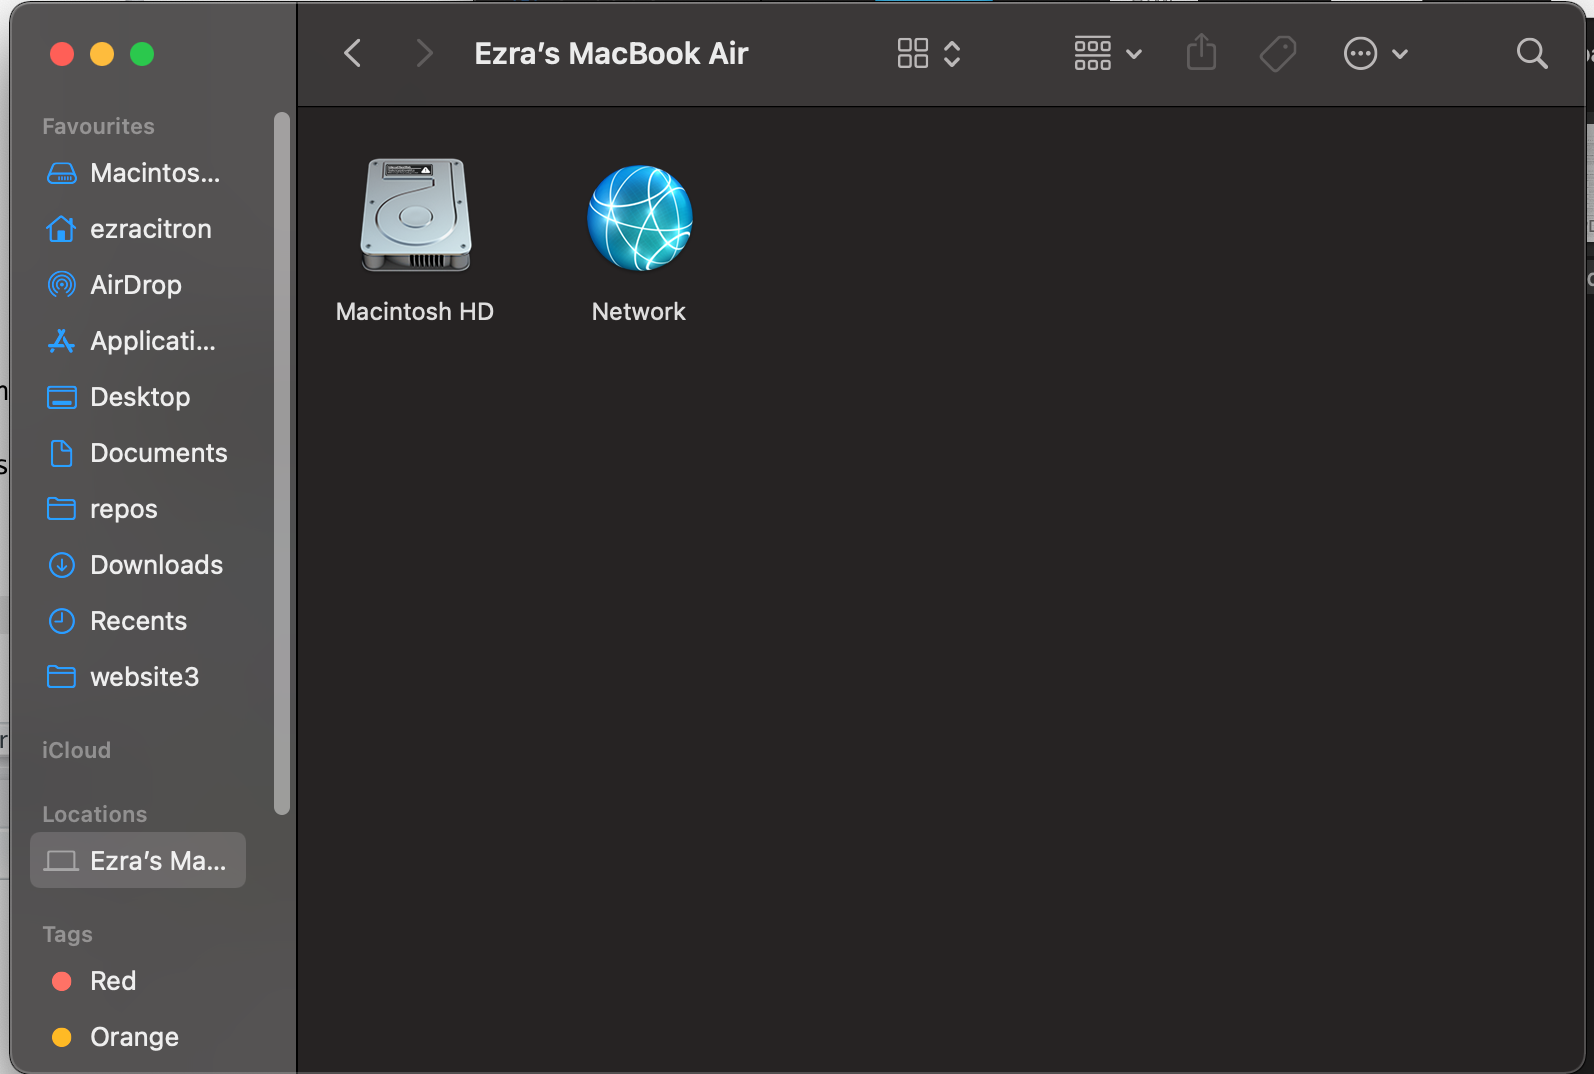 Ezra’s MacBook Air
Favourites
Macintos...
ezracitron
AirDrop
Applicati...
Desktop
Documents
repos
Downloads
Recents
website3
iCloud
Locations
Ezra’s Ma...
Tags
Red
Orange
Macintosh HD
Network